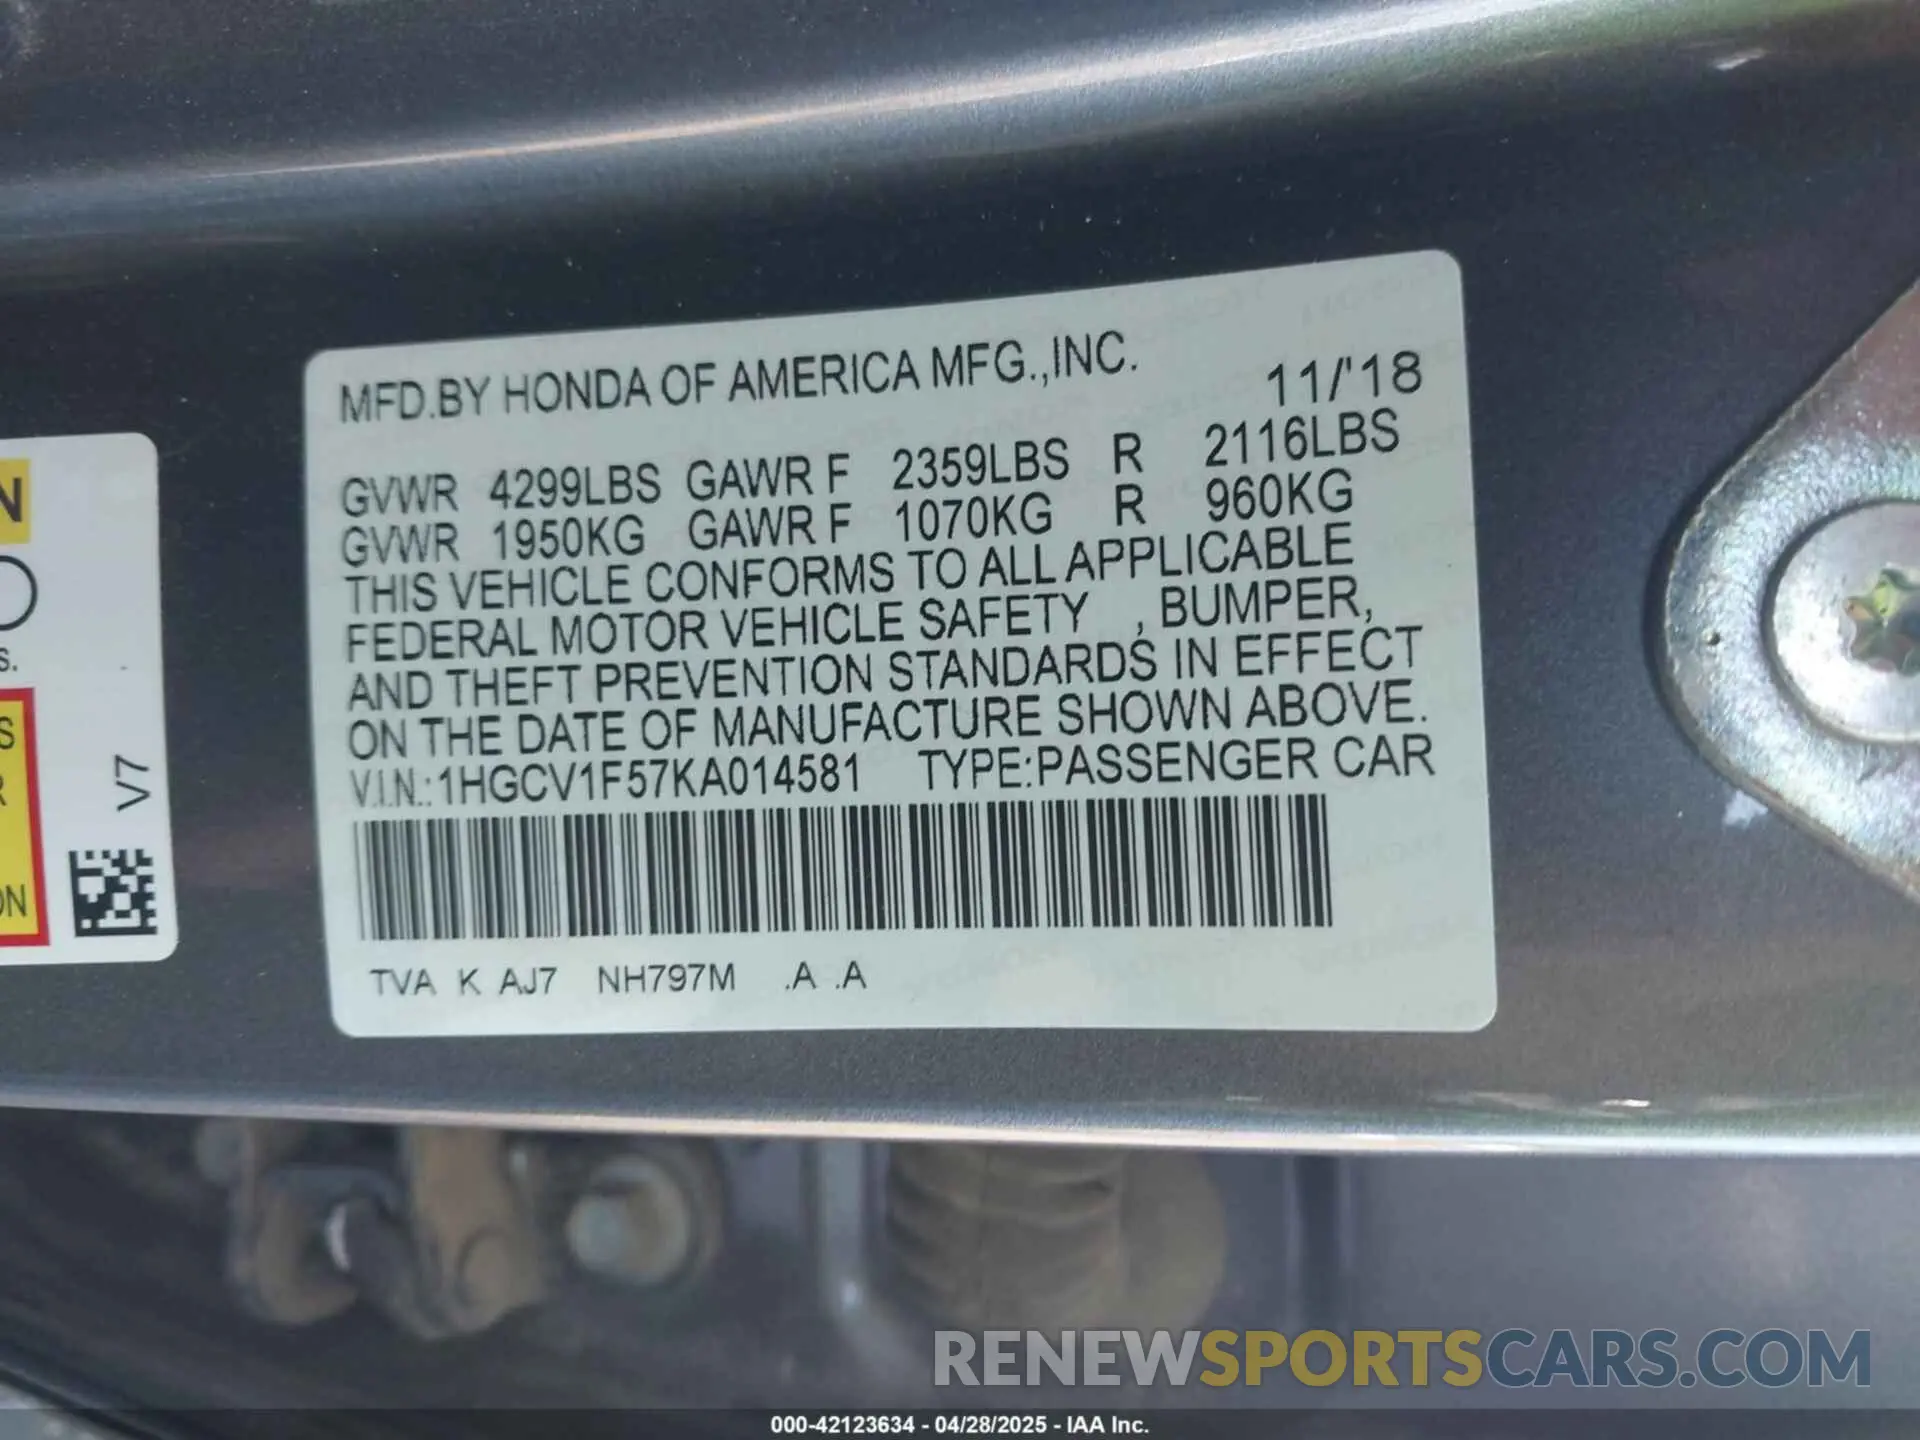 MFD.BY HONDA OF AMERICA MFG.,INC. 11/'18
GVWR 4299LBS GAWR F 2359LBS R 2116LBS
GVWR 1950KG GAWR F 1070KG R 960KG
THIS VEHICLE CONFORMS TO ALL APPLICABLE
FEDERAL MOTOR VEHICLE SAFETY , BUMPER,
AND THEFT PREVENTION STANDARDS IN EFFECT
ON THE DATE OF MANUFACTURE SHOWN ABOVE.
V.I.N.:1HGCV1F57KA014581 TYPE:PASSENGER CAR
TVA K AJ7 NH797M .A .A
N
S.
S
R
ON
V7
RENEWSPORTSCARS.COM
000-42123634 - 04/28/2025 - IAA Inc.